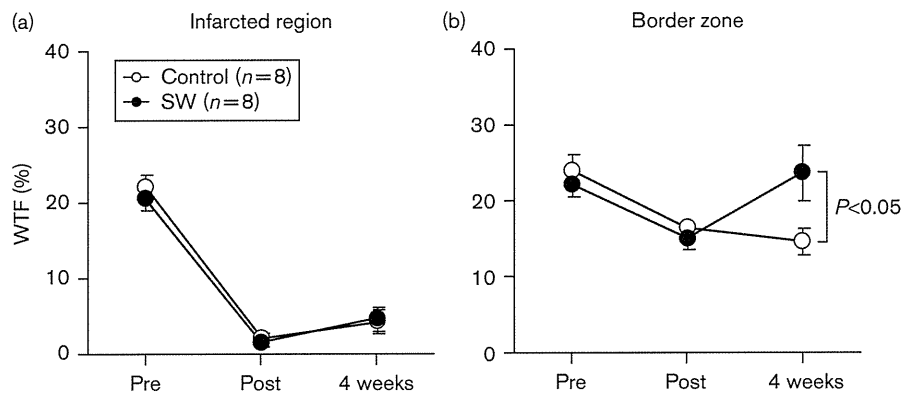 (a)
Infarcted region
WTF (%)
40
30
20
10
0
Control (n=8)
SW (n=8)
Pre
Post
4 weeks
(b)
Border zone
40
30
20
10
0
P<0.05
Pre
Post
4 weeks